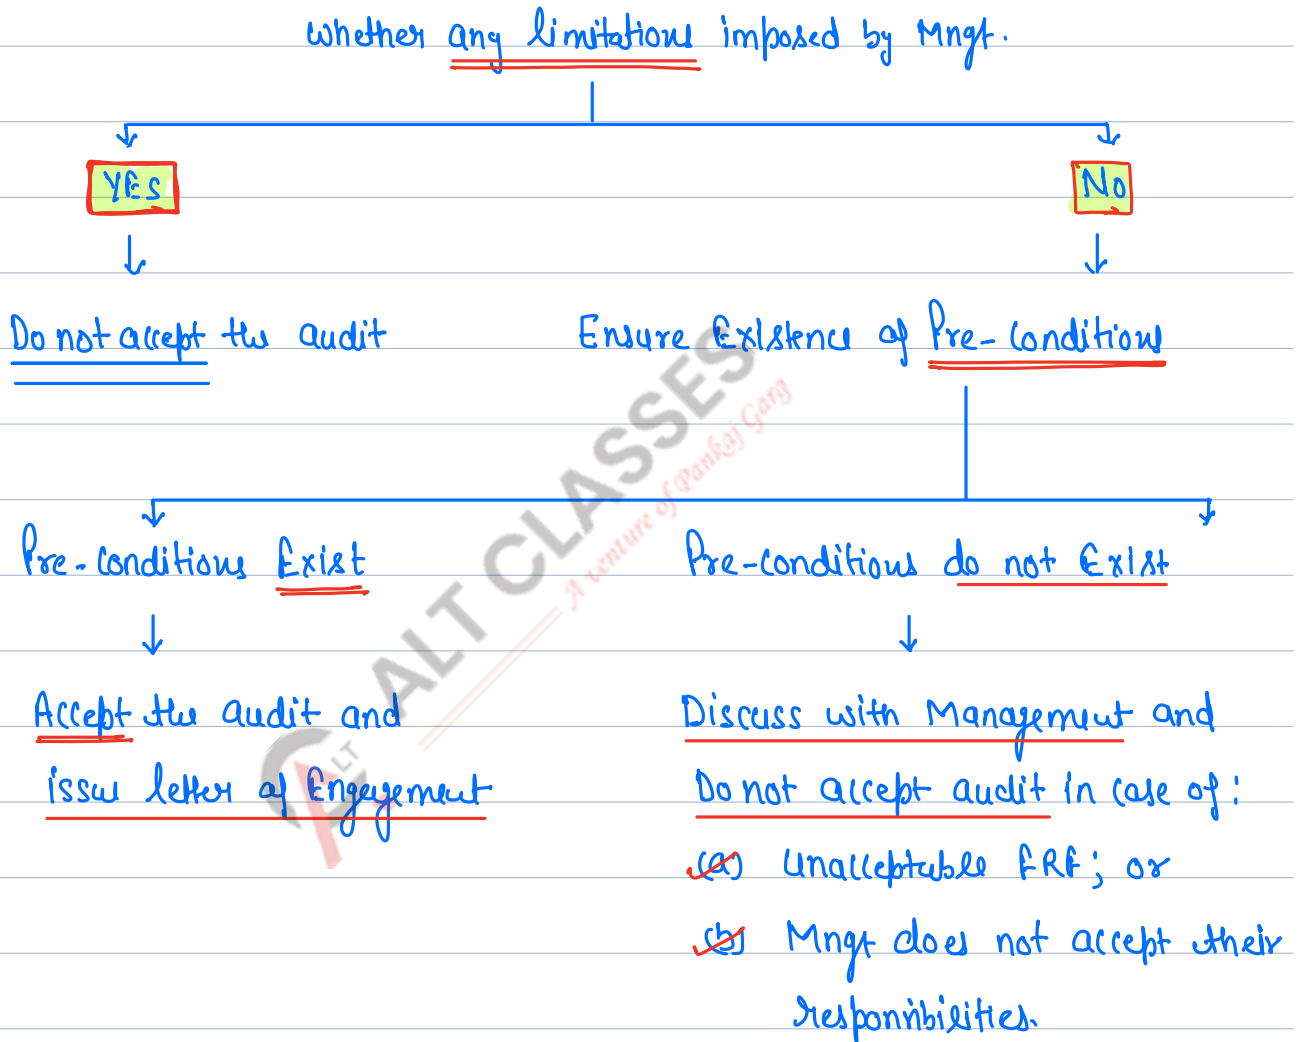 Whether any limitations imposed by Mngt.
YES
No
Do not accept the audit
Ensure Existence of Pre-conditions
Pre-conditions Exist
Pre-conditions do not Exist
Accept the audit and
issue letter of Engagement
Discuss with Management and
Do not accept audit in case of:
(a) Unacceptable FRF; or
(b) Mngt does not accept their
responsibilities.
ALT CLASSES
A venture of Pankaj Garg
ALT